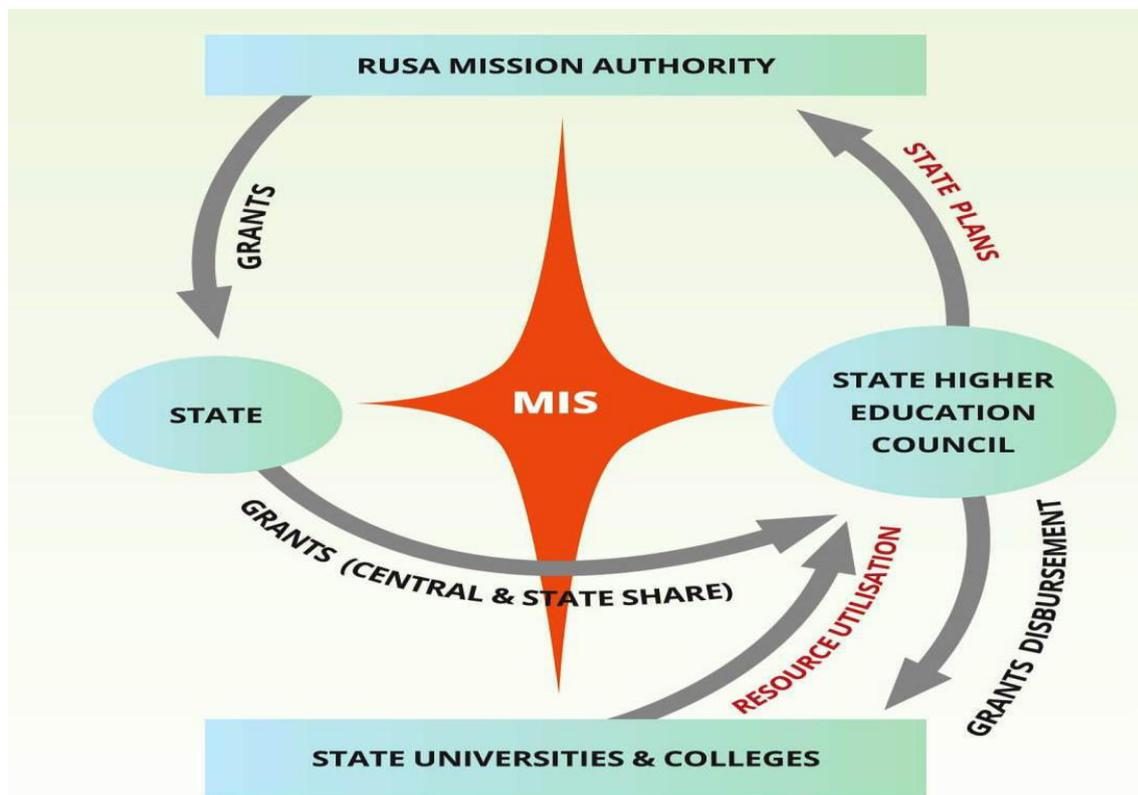 RUSA MISSION AUTHORITY
GRANTS
STATE PLANS
STATE
MIS
STATE HIGHER
EDUCATION
COUNCIL
GRANTS (CENTRAL & STATE SHARE)
RESOURCE UTILISATION
GRANTS DISBURSEMENT
STATE UNIVERSITIES & COLLEGES